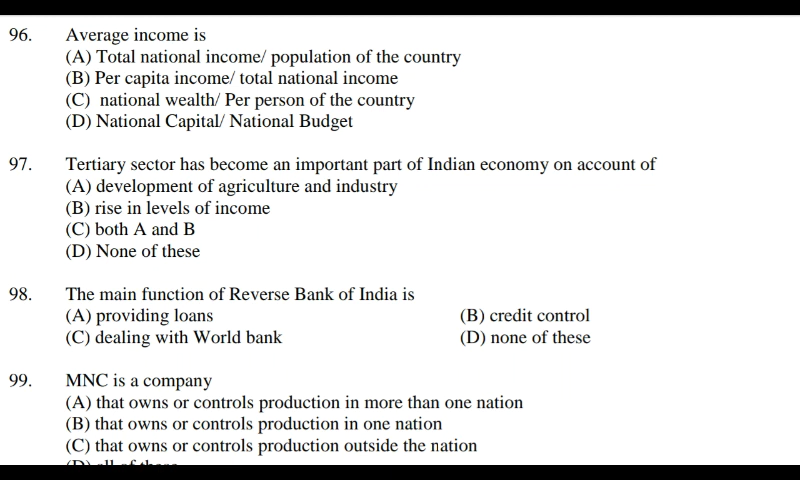 96. Average income is
(A) Total national income/ population of the country
(B) Per capita income/ total national income
(C) national wealth/ Per person of the country
(D) National Capital/ National Budget
97. Tertiary sector has become an important part of Indian economy on account of
(A) development of agriculture and industry
(B) rise in levels of income
(C) both A and B
(D) None of these
98. The main function of Reverse Bank of India is
(A) providing loans (B) credit control
(C) dealing with World bank (D) none of these
99. MNC is a company
(A) that owns or controls production in more than one nation
(B) that owns or controls production in one nation
(C) that owns or controls production outside the nation
(D) all of these